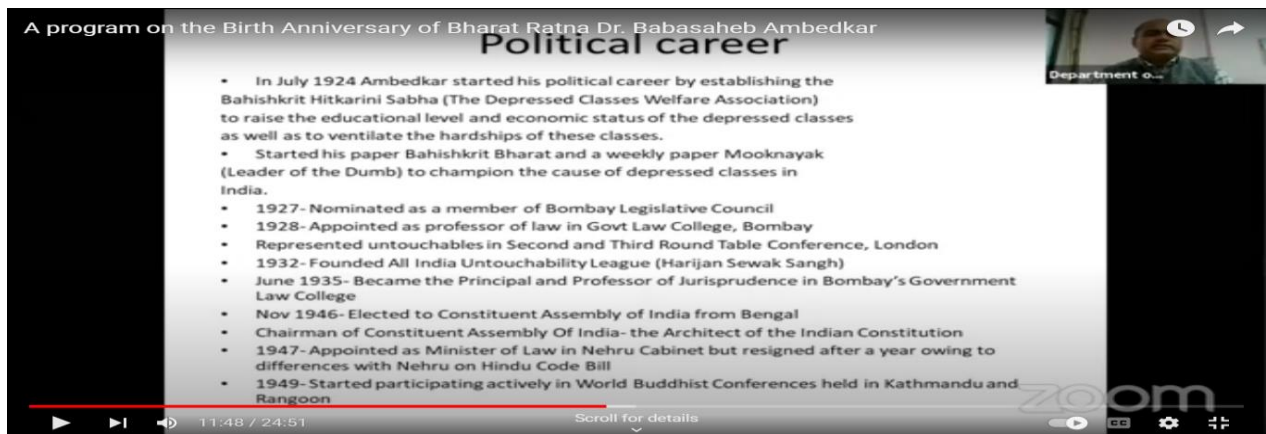 A program on the Birth Anniversary of Bharat Ratna Dr. Babasaheb Ambedkar
Political career
Department o...
• In July 1924 Ambedkar started his political career by establishing the
Bahishkrit Hitkarini Sabha (The Depressed Classes Welfare Association)
to raise the educational level and economic status of the depressed classes
as well as to ventilate the hardships of these classes.
• Started his paper Bahishkrit Bharat and a weekly paper Mooknayak
(Leader of the Dumb) to champion the cause of depressed classes in
India.
• 1927- Nominated as a member of Bombay Legislative Council
• 1928- Appointed as professor of law in Govt Law College, Bombay
• Represented untouchables in Second and Third Round Table Conference, London
• 1932- Founded All India Untouchability League (Harijan Sewak Sangh)
• June 1935- Became the Principal and Professor of Jurisprudence in Bombay's Government
Law College
• Nov 1946- Elected to Constituent Assembly of India from Bengal
• Chairman of Constituent Assembly Of India- the Architect of the Indian Constitution
• 1947- Appointed as Minister of Law in Nehru Cabinet but resigned after a year owing to
differences with Nehru on Hindu Code Bill
• 1949- Started participating actively in World Buddhist Conferences held in Kathmandu and
Rangoon
zoom
11:48 / 24:51
Scroll for details
CC